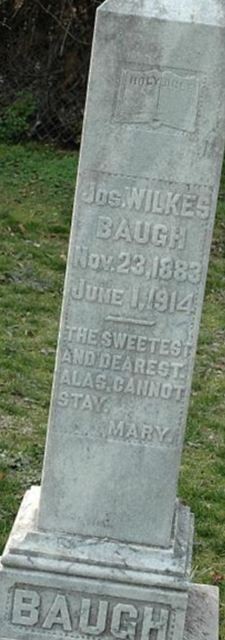 HOLY BIBLE
JOS. WILKES
BAUGH
NOV. 23, 1883
JUNE 1, 1914
THE SWEETEST
AND DEAREST,
ALAS, CANNOT
STAY.
MARY.
BAUGH